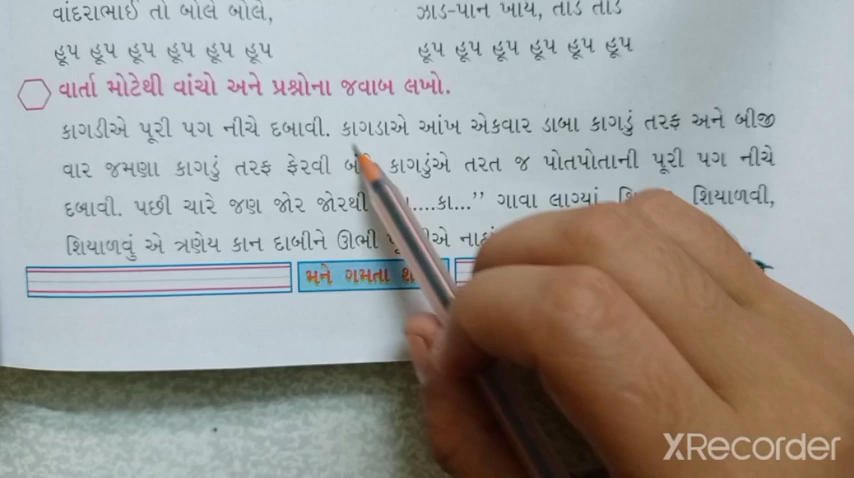 વાંદરાભાઈ તો બોલે બોલે,
ઝાડ-પાન ખાય, તોડે તોડે
હૂપ હૂપ હૂપ હૂપ હૂપ હૂપ
હૂપ હૂપ હૂપ હૂપ હૂપ હૂપ
વાર્તા મોટેથી વાંચો અને પ્રશ્નોના જવાબ લખો.
કાગડીએ પૂરી પગ નીચે દબાવી. કાગડાએ આંખ એકવાર ડાબા કાગડું તરફ અને બીજી
વાર જમણા કાગડું તરફ ફેરવી કાગડુંએ તરત જ પોતપોતાની પૂરી પગ નીચે
દબાવી. પછી ચારે જણ જોર જોરથી ....કા...” ગાવા લાગ્યાં. શિયાળવી,
શિયાળવું એ ત્રણેય કાન દાબીને ઊભી
મને ગમતા
XRecorder